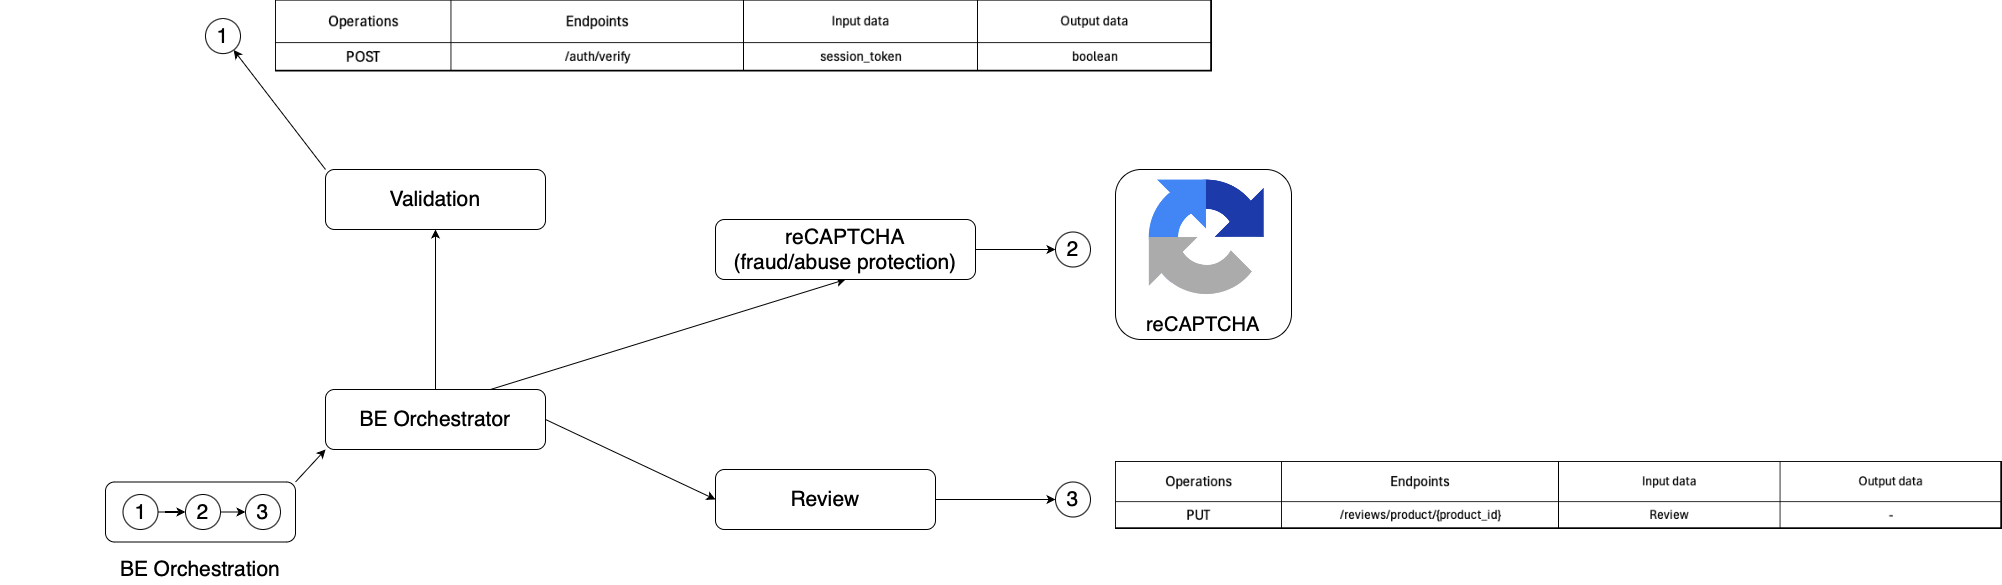 1
Operations Endpoints Input data Output data
POST /auth/verify session_token boolean
Validation
reCAPTCHA
(fraud/abuse protection)
2
reCAPTCHA
BE Orchestrator
Review
3
Operations Endpoints Input data Output data
PUT /reviews/product/{product_id} Review -
1 2 3
BE Orchestration